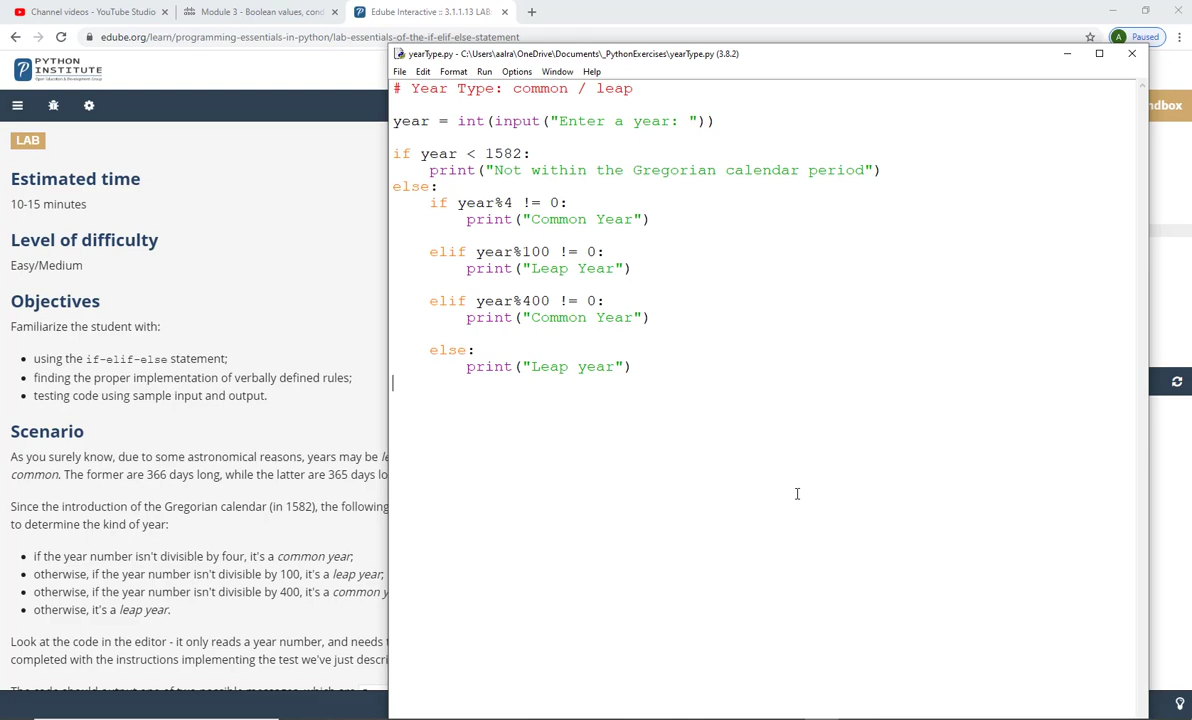 Channel videos - YouTube Studio
Module 3 - Boolean values, cond
Edube Interactive :: 3.1.1.13 LAB:
edube.org/learn/programming-essentials-in-python/lab-essentials-of-the-if-elif-else-statement
A Paused
PYTHON
INSTITUTE
Open Education & Development Group
ndbox
yearType.py - C:\Users\aalra\OneDrive\Documents\_PythonExercises\yearType.py (3.8.2)
File Edit Format Run Options Window Help
# Year Type: common / leap
year = int(input("Enter a year: "))
if year < 1582:
    print("Not within the Gregorian calendar period")
else:
    if year%4 != 0:
        print("Common Year")
    elif year%100 != 0:
        print("Leap Year")
    elif year%400 != 0:
        print("Common Year")
    else:
        print("Leap year")
LAB
Estimated time
10-15 minutes
Level of difficulty
Easy/Medium
Objectives
Familiarize the student with:
using the if-elif-else statement;
finding the proper implementation of verbally defined rules;
testing code using sample input and output.
Scenario
As you surely know, due to some astronomical reasons, years may be le
common. The former are 366 days long, while the latter are 365 days lo
Since the introduction of the Gregorian calendar (in 1582), the following
to determine the kind of year:
if the year number isn't divisible by four, it's a common year;
otherwise, if the year number isn't divisible by 100, it's a leap year;
otherwise, if the year number isn't divisible by 400, it's a common y
otherwise, it's a leap year.
Look at the code in the editor - it only reads a year number, and needs t
completed with the instructions implementing the test we've just descri